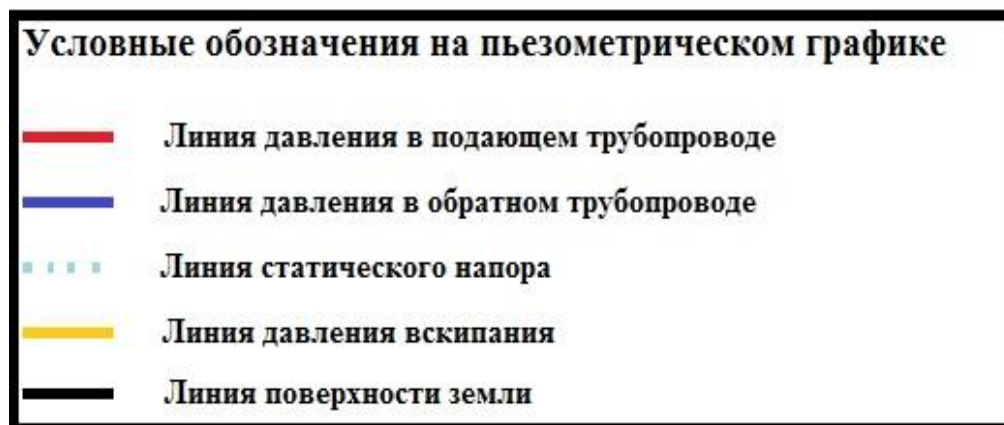 Условные обозначения на пьезометрическом графике
Линия давления в подающем трубопроводе
Линия давления в обратном трубопроводе
Линия статического напора
Линия давления вскипания
Линия поверхности земли